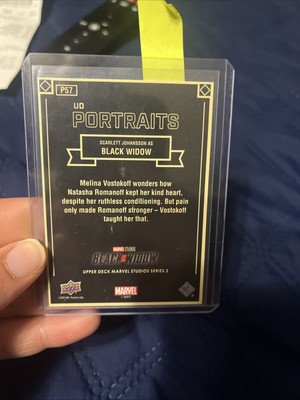 P57
UD
PORTRAITS
SCARLETT JOHANSSON AS
BLACK WIDOW
Melina Vostokoff wonders how
Natasha Romanoff kept her kind heart,
despite her ruthless conditioning. But pain
only made Romanoff stronger – Vostokoff
taught her that.
MARVEL STUDIOS
BLACK WIDOW
UPPER DECK MARVEL STUDIOS SERIES 2
MARVEL